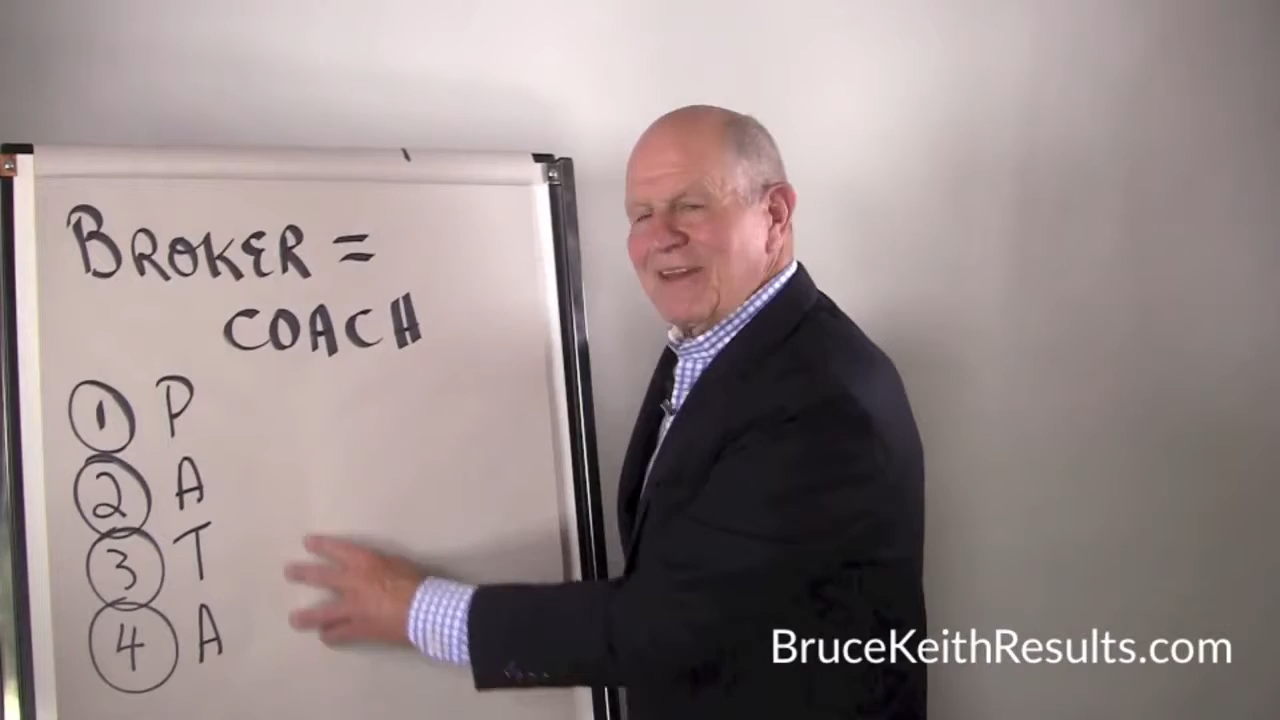 BROKER =
COACH
1 P
2 A
3 T
4 A
BruceKeithResults.com